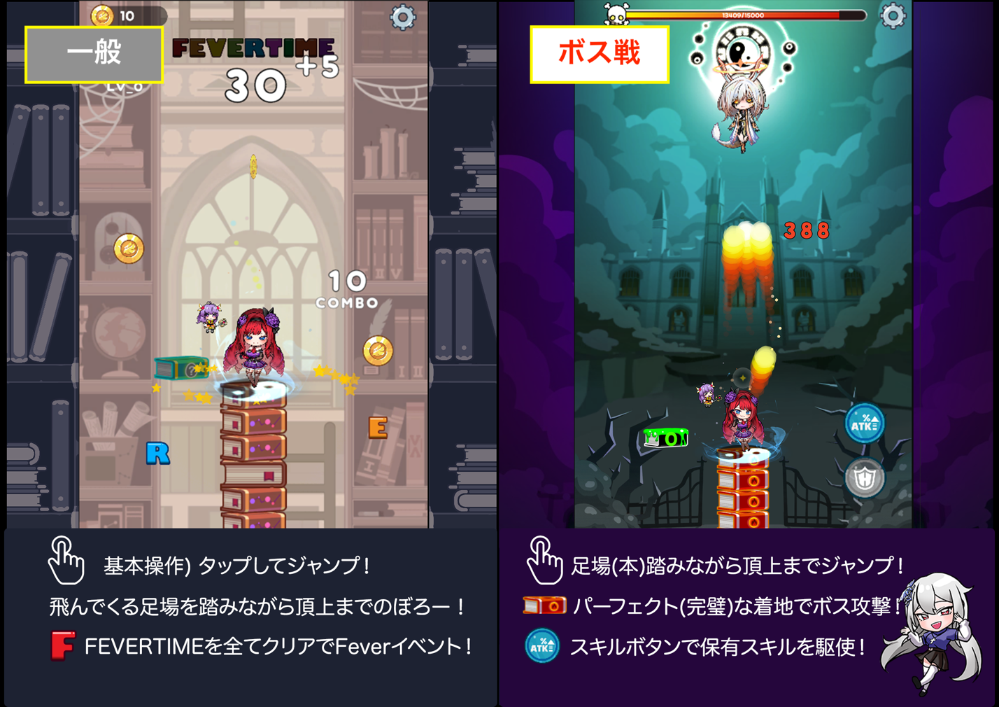 10
一般
FEVERTIME
30
+5
LV_0
10
COMBO
R
E
基本操作) タップしてジャンプ!
飛んでくる足場を踏みながら頂上までのぼろー!
F FEVERTIMEを全てクリアでFeverイベント!
13409/15000
ボス戦
388
%
ATK
足場(本)踏みながら頂上までジャンプ!
パーフェクト(完璧)な着地でボス攻撃!
%
ATK
スキルボタンで保有スキルを駆使!